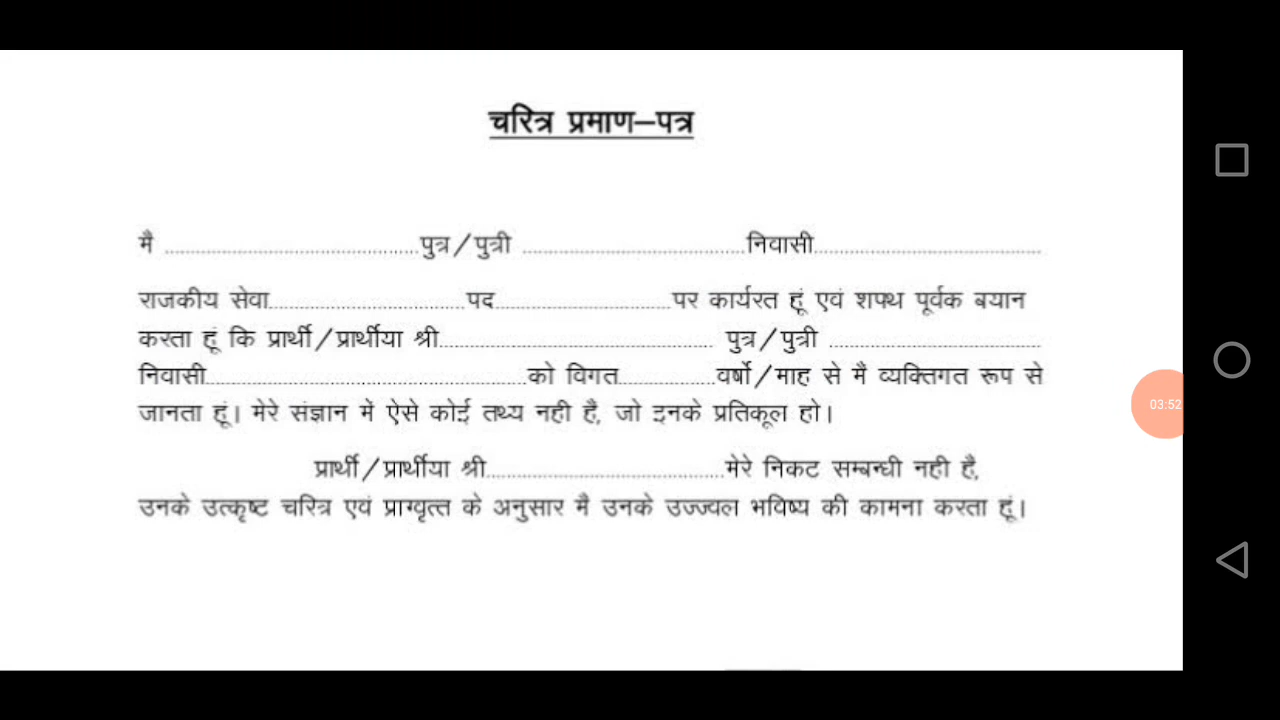 चरित्र प्रमाण–पत्र
मै ..........................................पुत्र/पुत्री .....................................निवासी......................................
राजकीय सेवा.................................पद.............................पर कार्यरत हूं एवं शपथ पूर्वक बयान
करता हूं कि प्रार्थी/प्रार्थीया श्री.............................................. पुत्र/पुत्री ...................................
निवासी.....................................................को विगत................वर्षो/माह से मैं व्यक्तिगत रूप से
जानता हूं। मेरे संज्ञान में ऐसे कोई तथ्य नही है, जो इनके प्रतिकूल हो।
प्रार्थी/प्रार्थीया श्री........................................मेरे निकट सम्बन्धी नही है,
उनके उत्कृष्ट चरित्र एवं प्राग्वृत्त के अनुसार मै उनके उज्ज्वल भविष्य की कामना करता हूं।
03:52